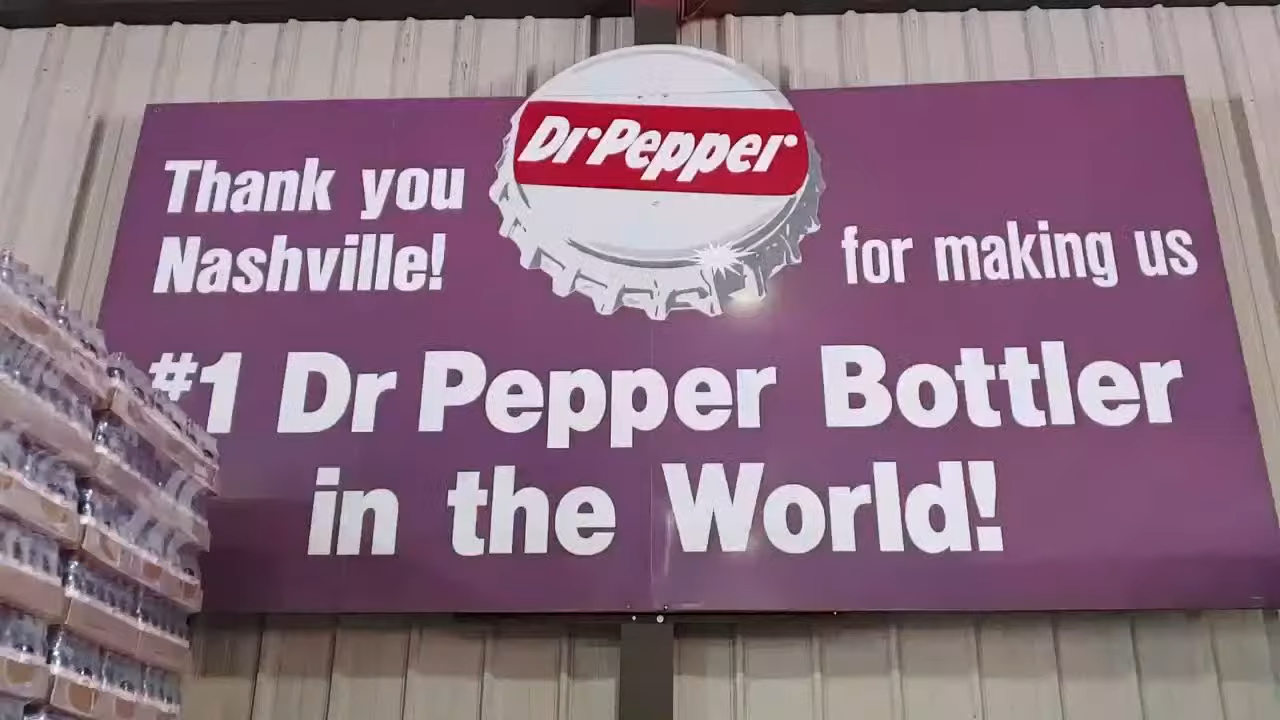 Dr Pepper
Thank you
Nashville!
for making us
#1 Dr Pepper Bottler
in the World!